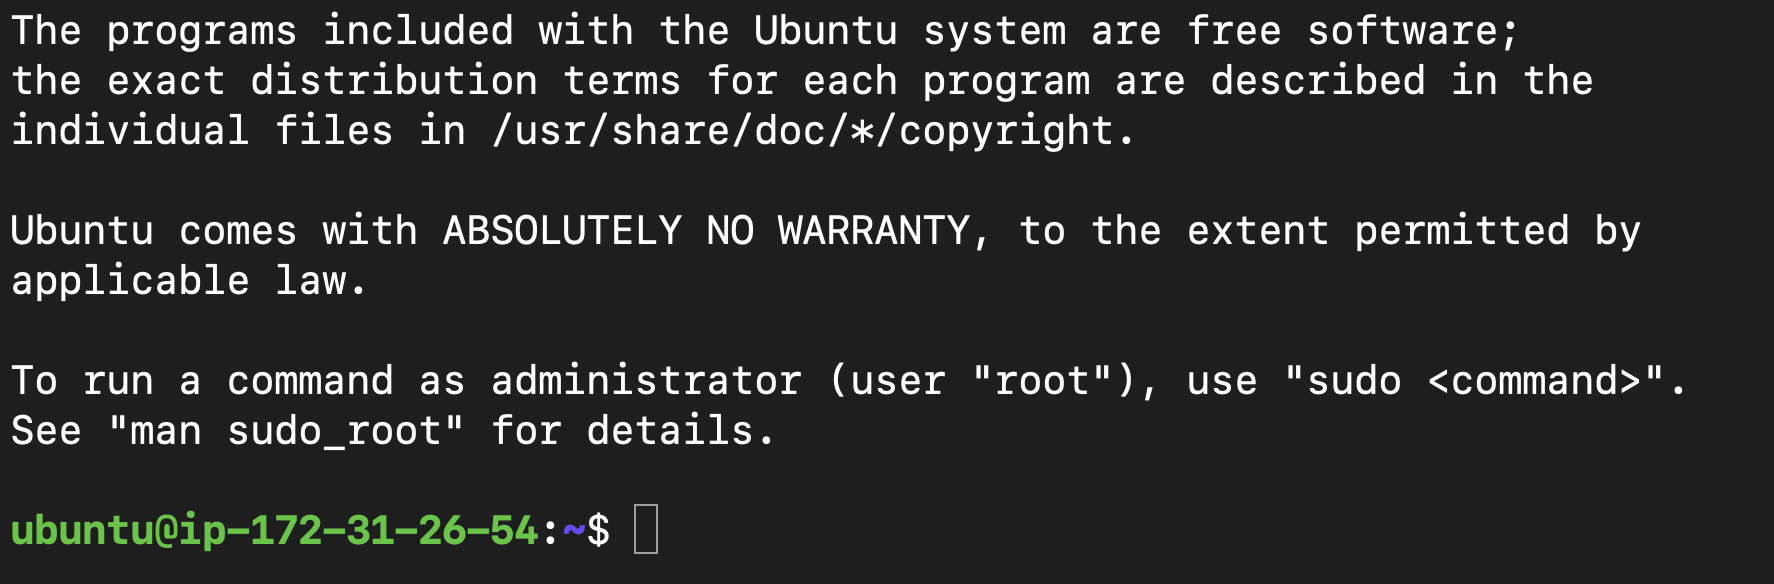 The programs included with the Ubuntu system are free software;
the exact distribution terms for each program are described in the
individual files in /usr/share/doc/*/copyright.
Ubuntu comes with ABSOLUTELY NO WARRANTY, to the extent permitted by
applicable law.
To run a command as administrator (user "root"), use "sudo <command>".
See "man sudo_root" for details.
ubuntu@ip-172-31-26-54:~$